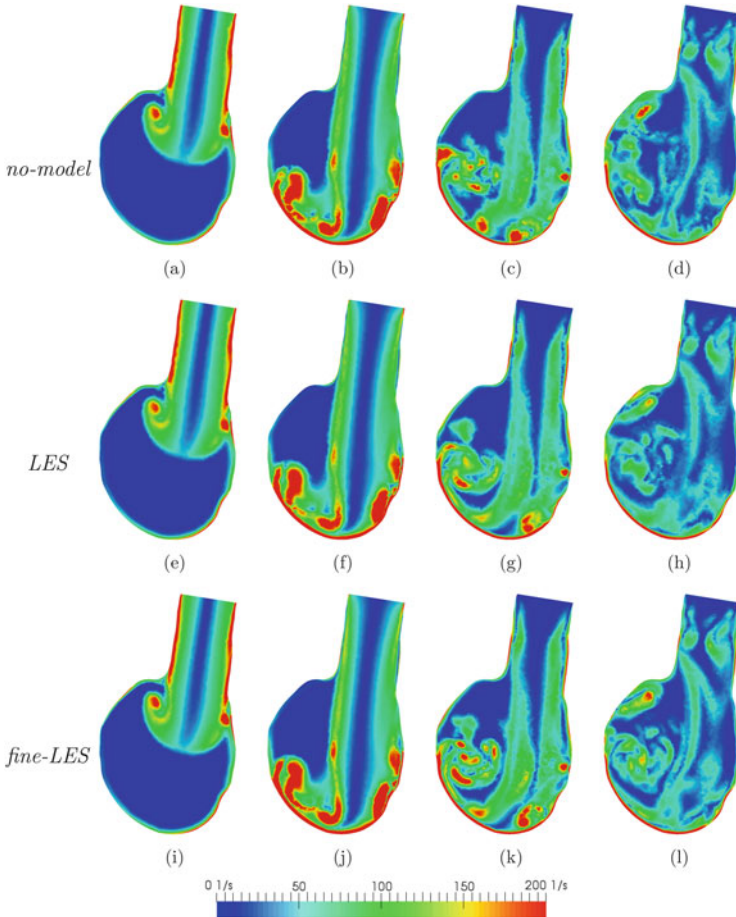 no-model
(a) (b) (c) (d)
LES
(e) (f) (g) (h)
fine-LES
(i) (j) (k) (l)
0 1/s 50 100 150 200 1/s